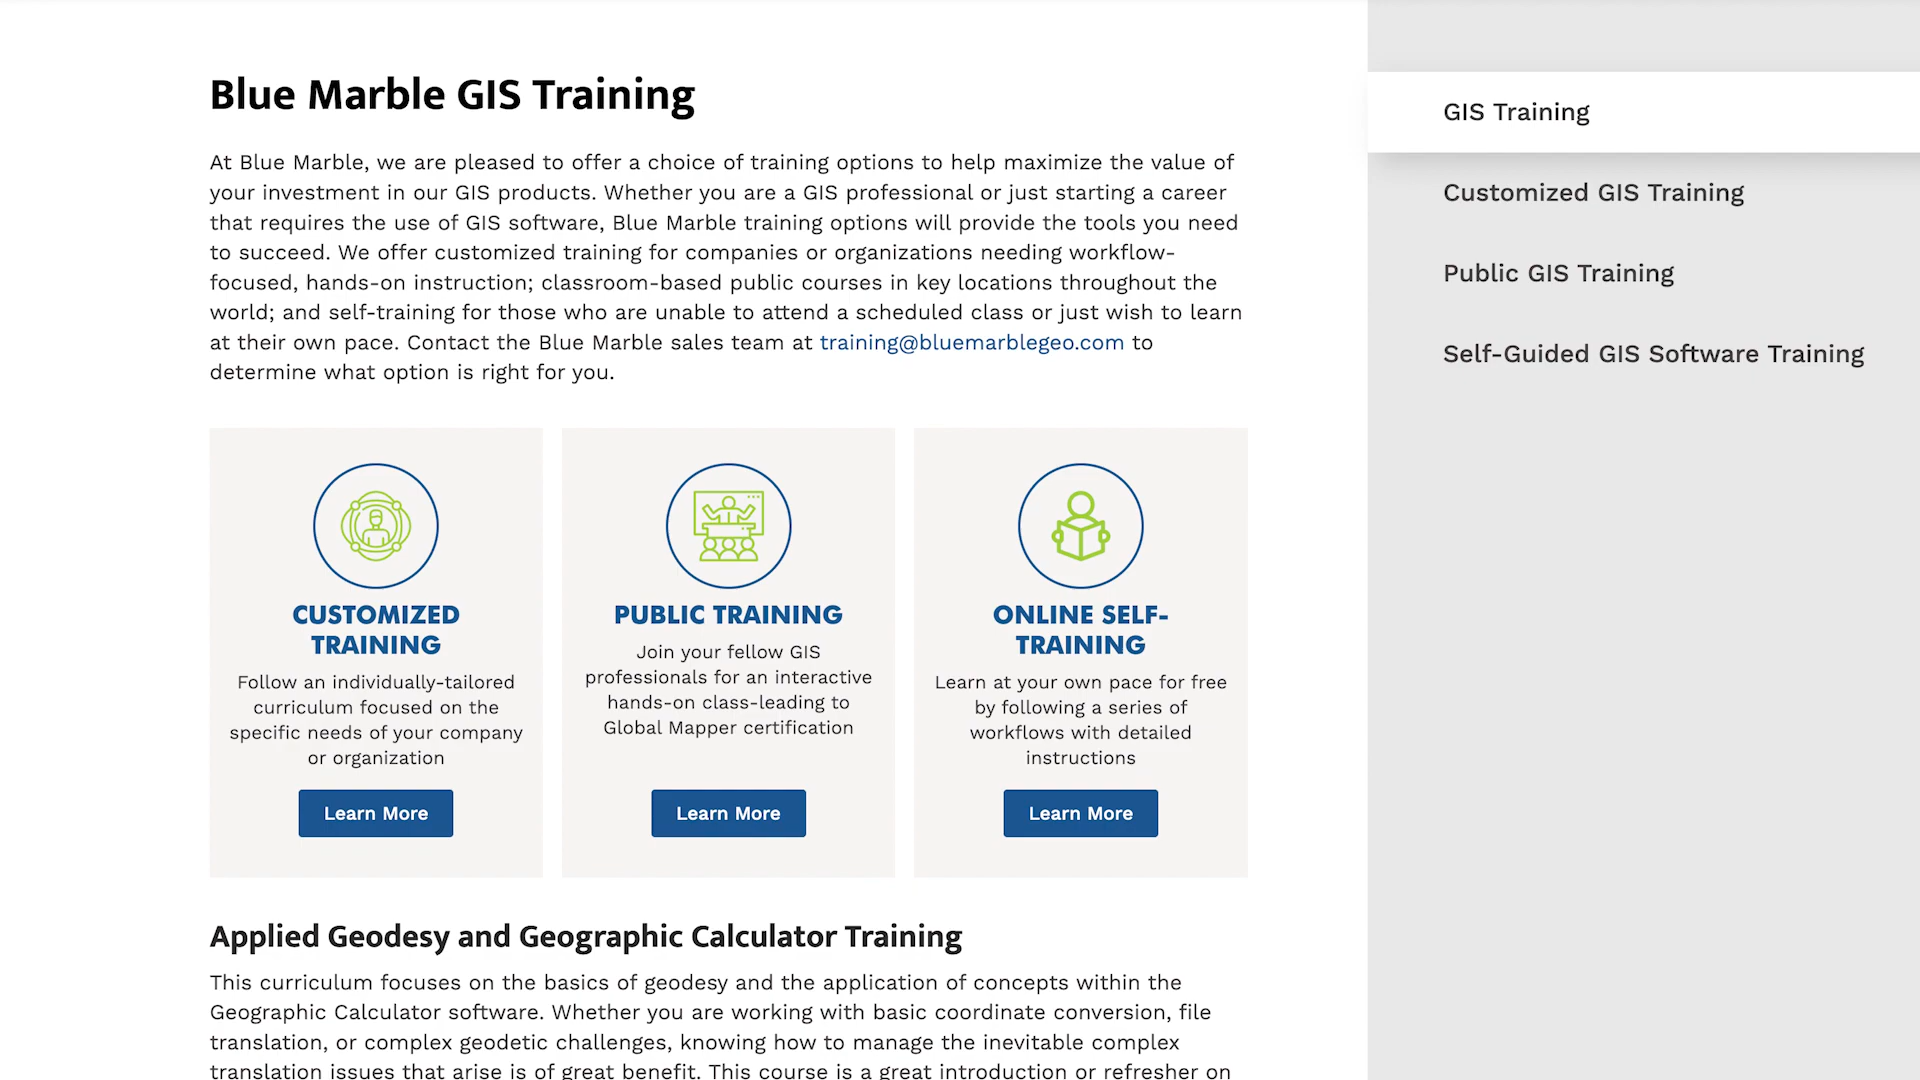 Blue Marble GIS Training
At Blue Marble, we are pleased to offer a choice of training options to help maximize the value of
your investment in our GIS products. Whether you are a GIS professional or just starting a career
that requires the use of GIS software, Blue Marble training options will provide the tools you need
to succeed. We offer customized training for companies or organizations needing workflow-
focused, hands-on instruction; classroom-based public courses in key locations throughout the
world; and self-training for those who are unable to attend a scheduled class or just wish to learn
at their own pace. Contact the Blue Marble sales team at training@bluemarblegeo.com to
determine what option is right for you.
CUSTOMIZED
TRAINING
Follow an individually-tailored
curriculum focused on the
specific needs of your company
or organization
Learn More
PUBLIC TRAINING
Join your fellow GIS
professionals for an interactive
hands-on class-leading to
Global Mapper certification
Learn More
ONLINE SELF-
TRAINING
Learn at your own pace for free
by following a series of
workflows with detailed
instructions
Learn More
Applied Geodesy and Geographic Calculator Training
This curriculum focuses on the basics of geodesy and the application of concepts within the
Geographic Calculator software. Whether you are working with basic coordinate conversion, file
translation, or complex geodetic challenges, knowing how to manage the inevitable complex
translation issues that arise is of great benefit. This course is a great introduction or refresher on
GIS Training
Customized GIS Training
Public GIS Training
Self-Guided GIS Software Training